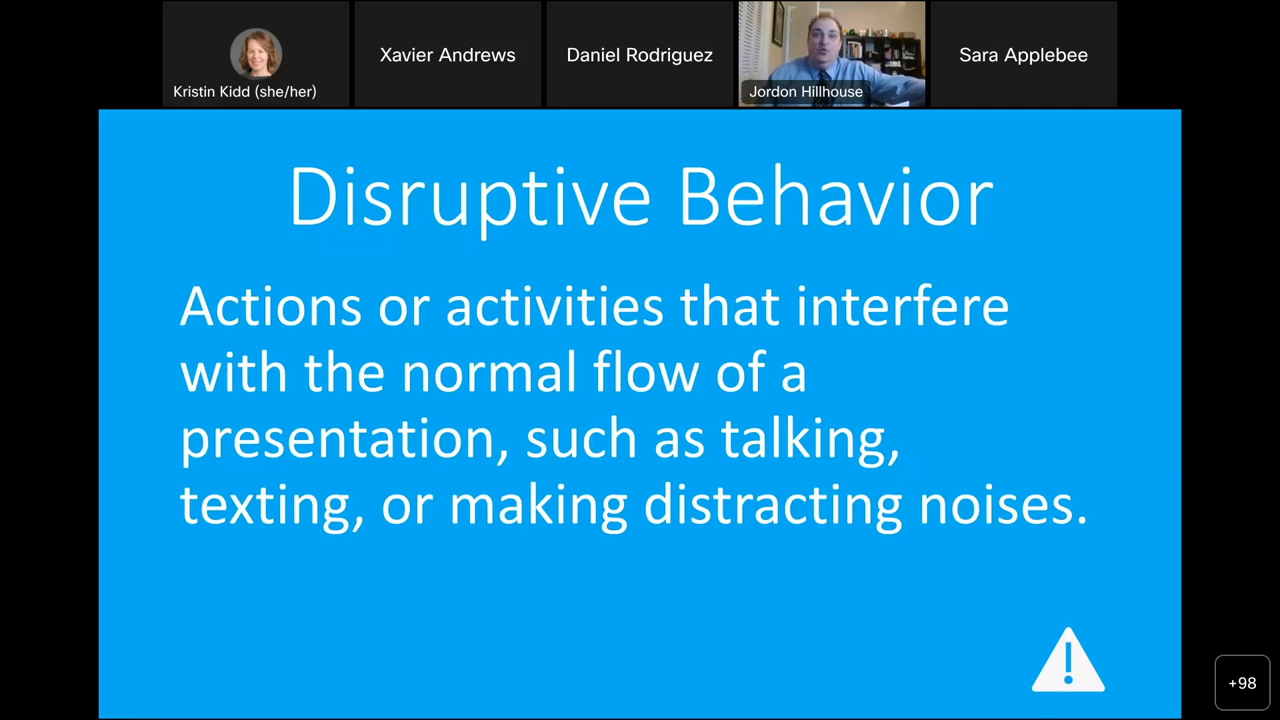 Kristin Kidd (she/her)
Xavier Andrews
Daniel Rodriguez
Jordon Hillhouse
Sara Applebee
Disruptive Behavior
Actions or activities that interfere
with the normal flow of a
presentation, such as talking,
texting, or making distracting noises.
!
+98